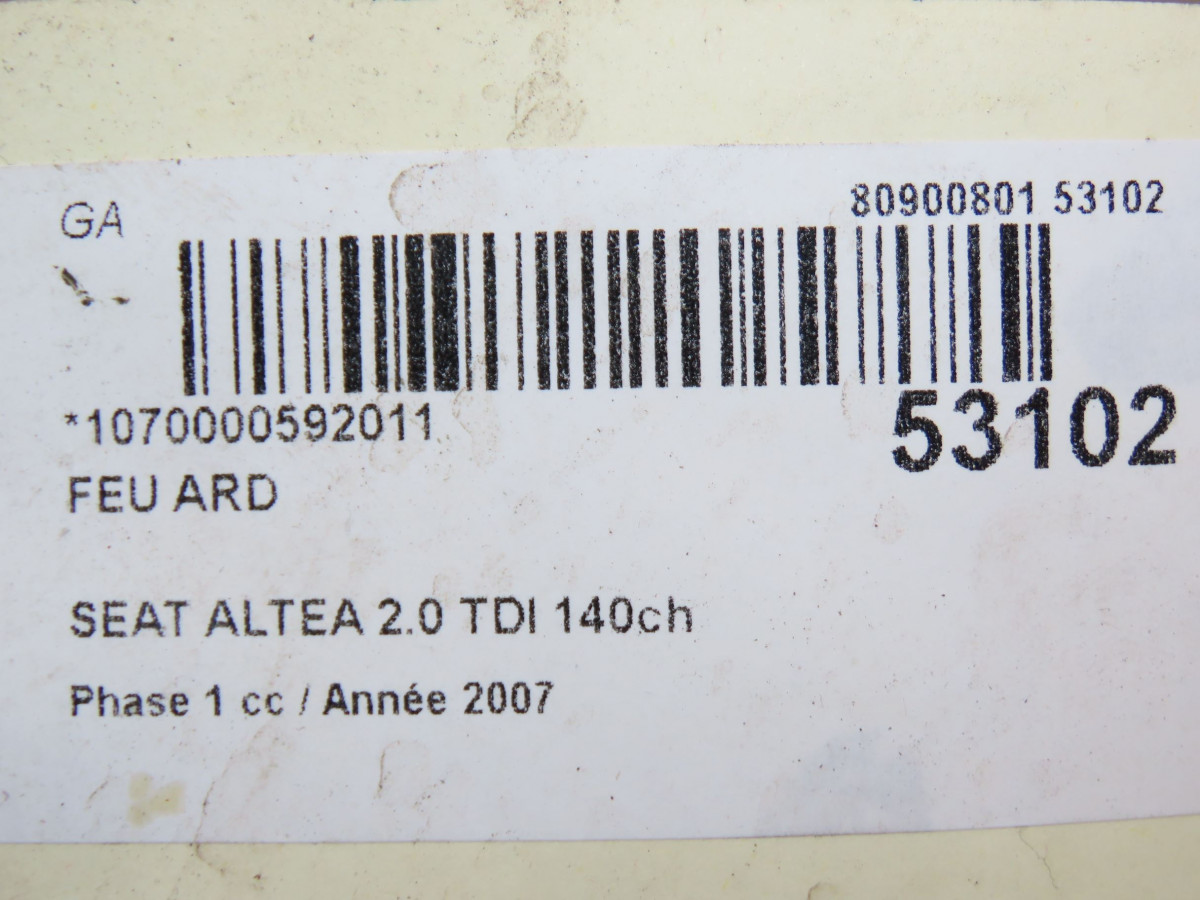 GA
80900801 53102
*1070000592011
53102
FEU ARD
SEAT ALTEA 2.0 TDI 140ch
Phase 1 cc / Année 2007